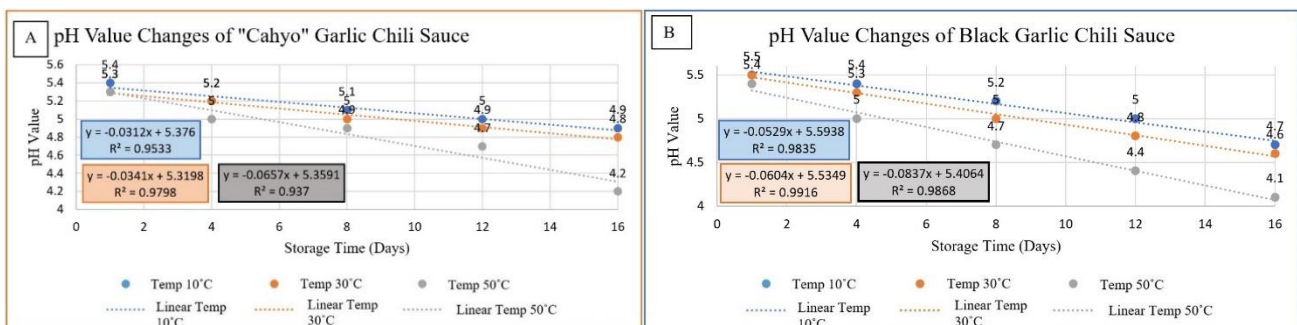 A
pH Value Changes of "Cahyo" Garlic Chili Sauce
pH Value
5.6
5.4
5.2
5
4.8
4.6
4.4
4.2
4
5.4
5.3
5.2
5
5.1
5
4.9
5
4.9
4.7
4.9
4.8
4.2
y = -0.0312x + 5.376
R² = 0.9533
y = -0.0341x + 5.3198
R² = 0.9798
y = -0.0657x + 5.3591
R² = 0.937
0 2 4 6 8 10 12 14 16
Storage Time (Days)
Temp 10˚C Temp 30˚C Temp 50˚C
Linear Temp 10˚C
Linear Temp 30˚C
Linear Temp 50˚C
B
pH Value Changes of Black Garlic Chili Sauce
pH Value
5.5
5
4.5
4
5.5
5.4
5.4
5.3
5
5.2
5
4.7
5
4.8
4.4
4.7
4.6
4.1
y = -0.0529x + 5.5938
R² = 0.9835
y = -0.0604x + 5.5349
R² = 0.9916
y = -0.0837x + 5.4064
R² = 0.9868
0 2 4 6 8 10 12 14 16
Storage Time (Days)
Temp 10˚C Temp 30˚C Temp 50˚C
Linear Temp 10˚C
Linear Temp 30˚C
Linear Temp 50˚C